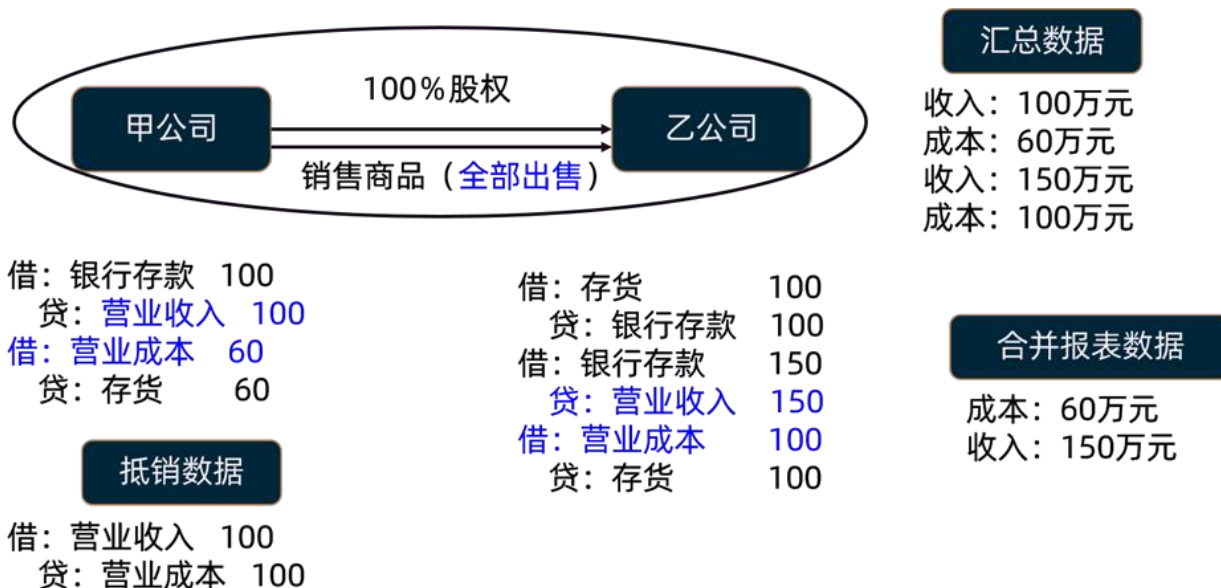 100%股权
甲公司
乙公司
销售商品（全部出售）
汇总数据
收入：100万元
成本：60万元
收入：150万元
成本：100万元
借：银行存款 100
贷：营业收入 100
借：营业成本 60
贷：存货 60
抵销数据
借：营业收入 100
贷：营业成本 100
借：存货 100
贷：银行存款 100
借：银行存款 150
贷：营业收入 150
借：营业成本 100
贷：存货 100
合并报表数据
成本：60万元
收入：150万元